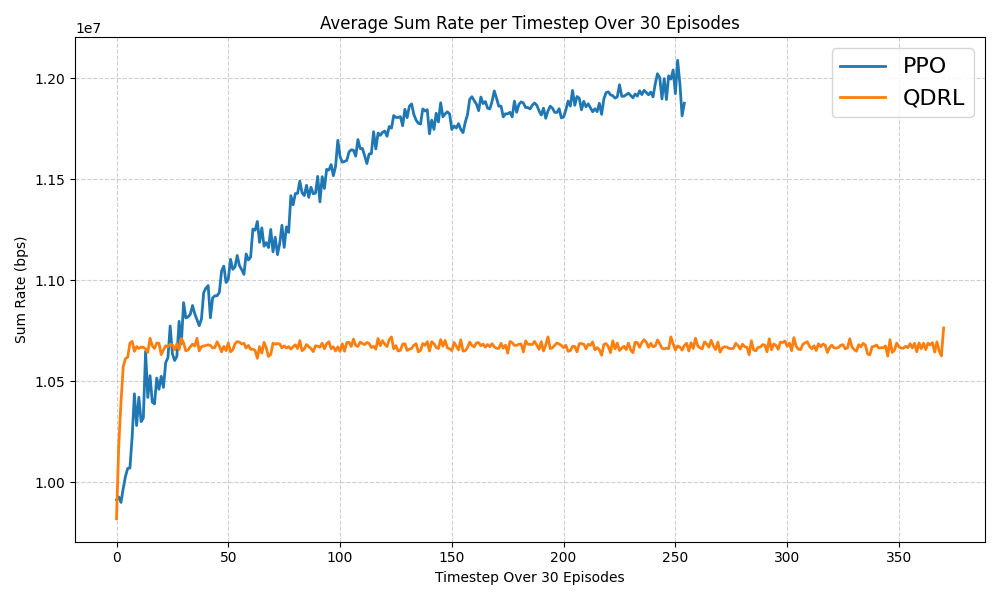 Average Sum Rate per Timestep Over 30 Episodes
1e7
PPO
QDRL
1.20
1.15
1.10
1.05
1.00
Sum Rate (bps)
0 50 100 150 200 250 300 350
Timestep Over 30 Episodes